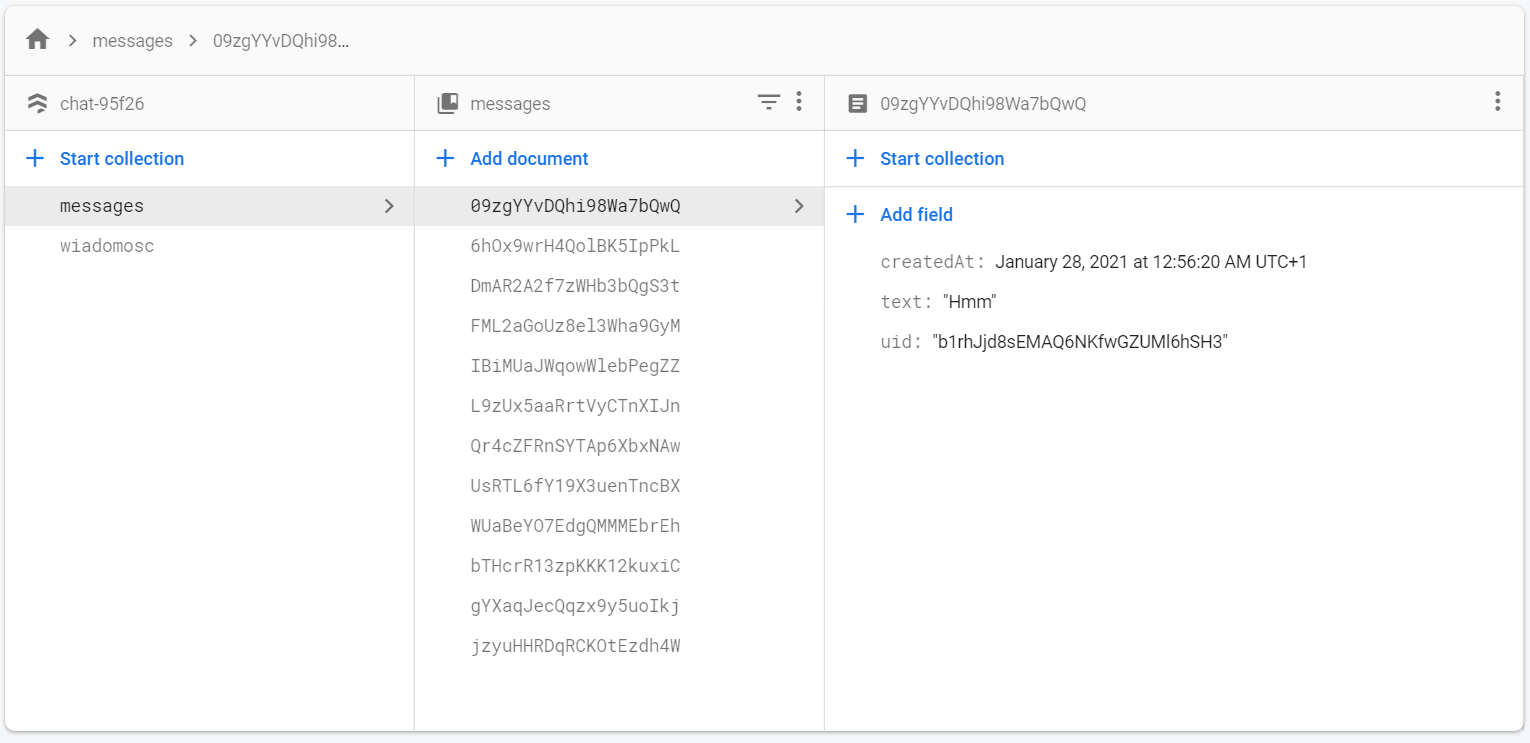 messages
09zgYYvDQhi98...
chat-95f26
Start collection
messages
wiadomosc
messages
Add document
09zgYYvDQhi98Wa7bQwQ
6hOx9wrH4QolBK5IpPkL
DmAR2A2f7zWHb3bQgS3t
FML2aGoUz8el3Wha9GyM
IBiMUaJWqowWlebPegZZ
L9zUx5aaRrtVyCTnXIJn
Qr4cZFRnSYTAp6XbxNAw
UsRTL6fY19X3uenTncBX
WUaBeYO7EdgQMMMEbrEh
bTHcrR13zpKKK12kuxiC
gYXaqJecQqzx9y5uoIkj
jzyuHHRDqRCKOtEzdh4W
09zgYYvDQhi98Wa7bQwQ
Start collection
Add field
createdAt: January 28, 2021 at 12:56:20 AM UTC+1
text: "Hmm"
uid: "b1rhJjd8sEMAQ6NKfwGZUMl6hSH3"